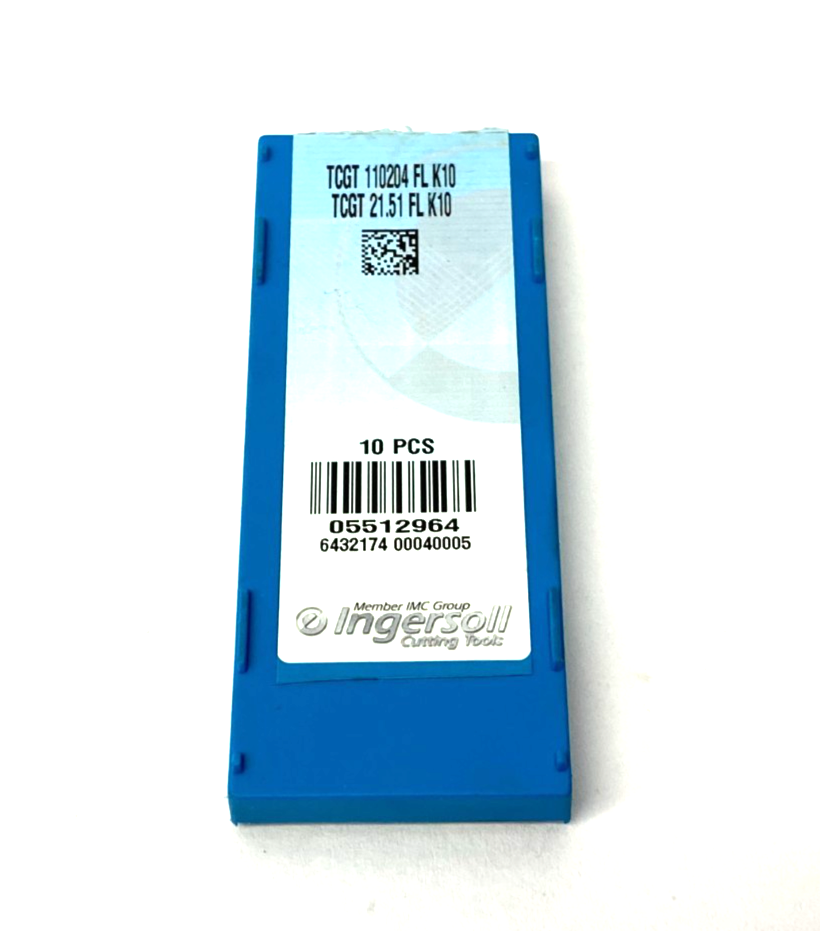 TCGT 110204 FL K10
TCGT 21.51 FL K10
10 PCS
05512964
6432174 00040005
Member IMC Group
Ingersoll
Cutting Tools